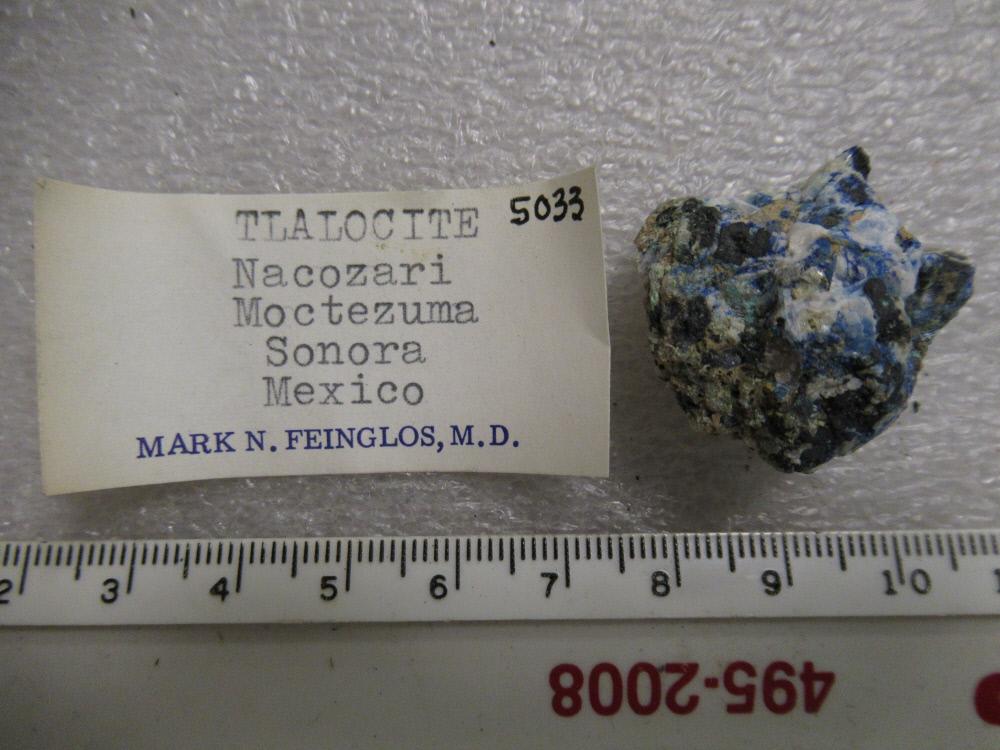 TLALOCITE 5033
Nacozari
Moctezuma
Sonora
Mexico
MARK N. FEINGLOS, M.D.
2 3 4 5 6 7 8 9 10
495-2008